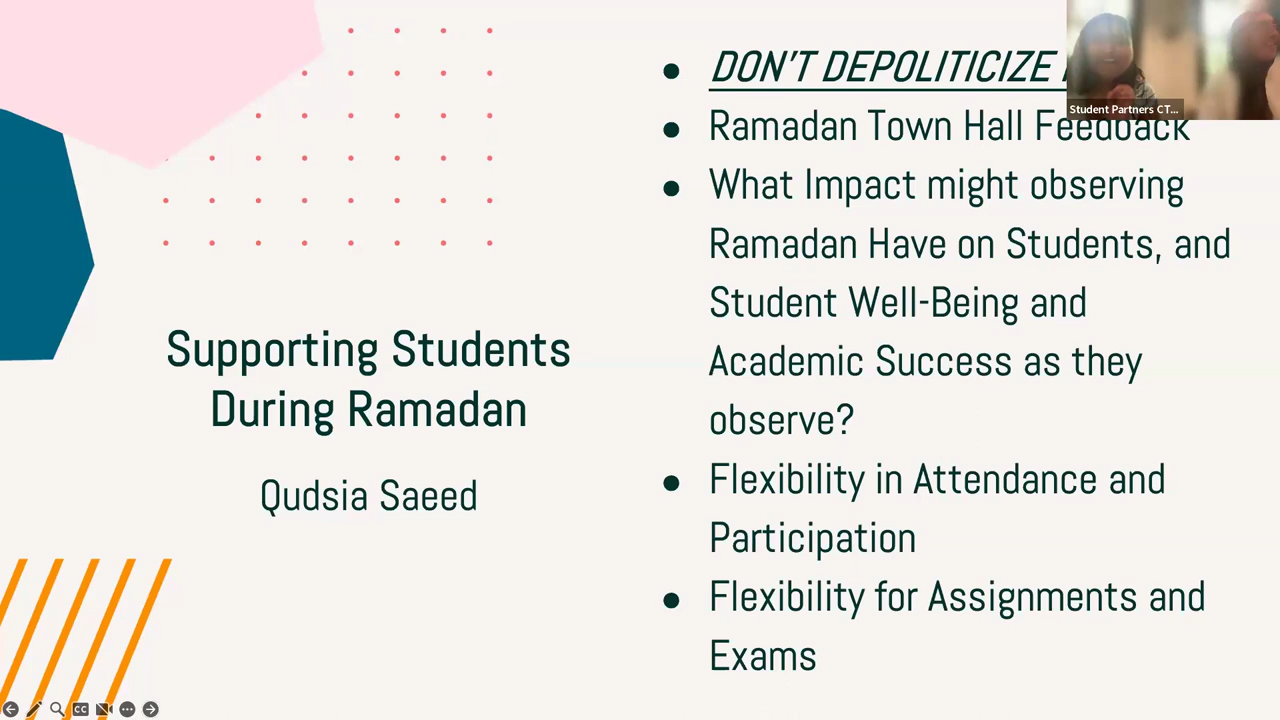 Supporting Students
During Ramadan
Qudsia Saeed
DON'T DEPOLITICIZE
Ramadan Town Hall Feedback
What Impact might observing
Ramadan Have on Students, and
Student Well-Being and
Academic Success as they
observe?
Flexibility in Attendance and
Participation
Flexibility for Assignments and
Exams
Student Partners CT...
CC